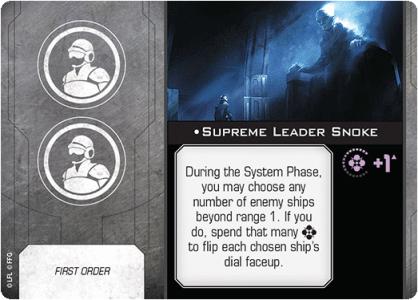 •Supreme Leader Snoke
During the System Phase,
you may choose any
number of enemy ships
beyond range 1. If you
do, spend that many
to flip each chosen ship's
dial faceup.
+1
FIRST ORDER
© LFL © FFG